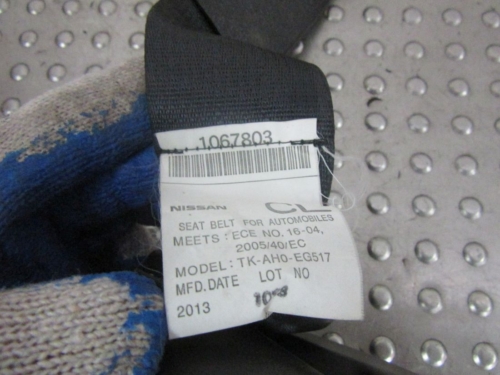 1067803
NISSAN CL
SEAT BELT FOR AUTOMOBILES
MEETS : ECE NO. 16-04,
2005/40/EC
MODEL : TK-AH0-EG517
MFD.DATE LOT NO
2013